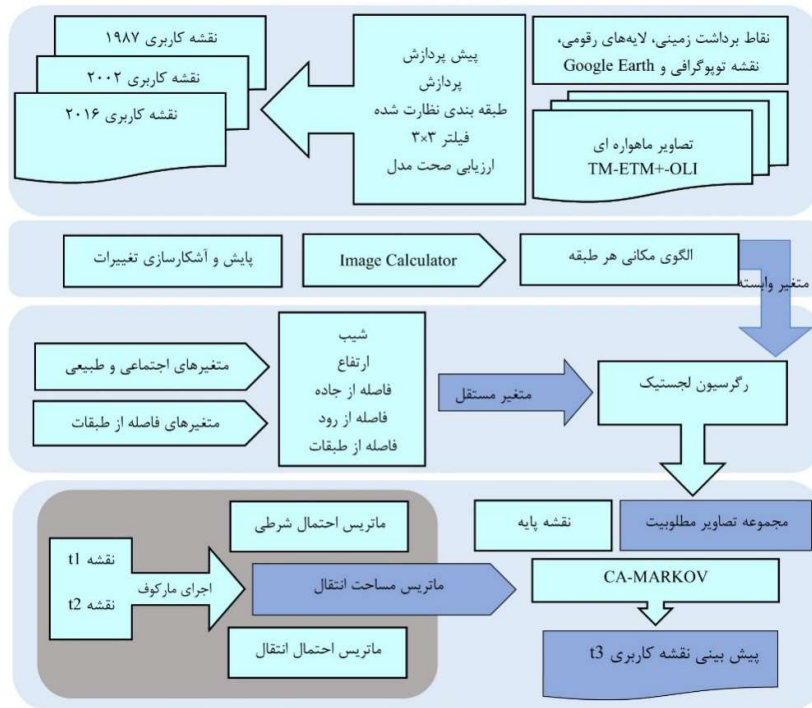 نقاط برداشت زمینی، لایه‌های رقومی،
نقشه توپوگرافی و Google Earth
تصاویر ماهواره ای
TM-ETM+-OLI
پیش پردازش
پردازش
طبقه بندی نظارت شده
فیلتر ۳×۳
ارزیابی صحت مدل
نقشه کاربری ۱۹۸۷
نقشه کاربری ۲۰۰۲
نقشه کاربری ۲۰۱۶
پایش و آشکارسازی تغییرات
Image Calculator
الگوی مکانی هر طبقه
متغیر وابسته
متغیرهای اجتماعی و طبیعی
متغیرهای فاصله از طبقات
شیب
ارتفاع
فاصله از جاده
فاصله از رود
فاصله از طبقات
متغیر مستقل
رگرسیون لجستیک
مجموعه تصاویر مطلوبیت
نقشه پایه
نقشه t1
نقشه t2
اجرای مارکوف
ماتریس احتمال شرطی
ماتریس مساحت انتقال
ماتریس احتمال انتقال
CA-MARKOV
پیش بینی نقشه کاربری t3